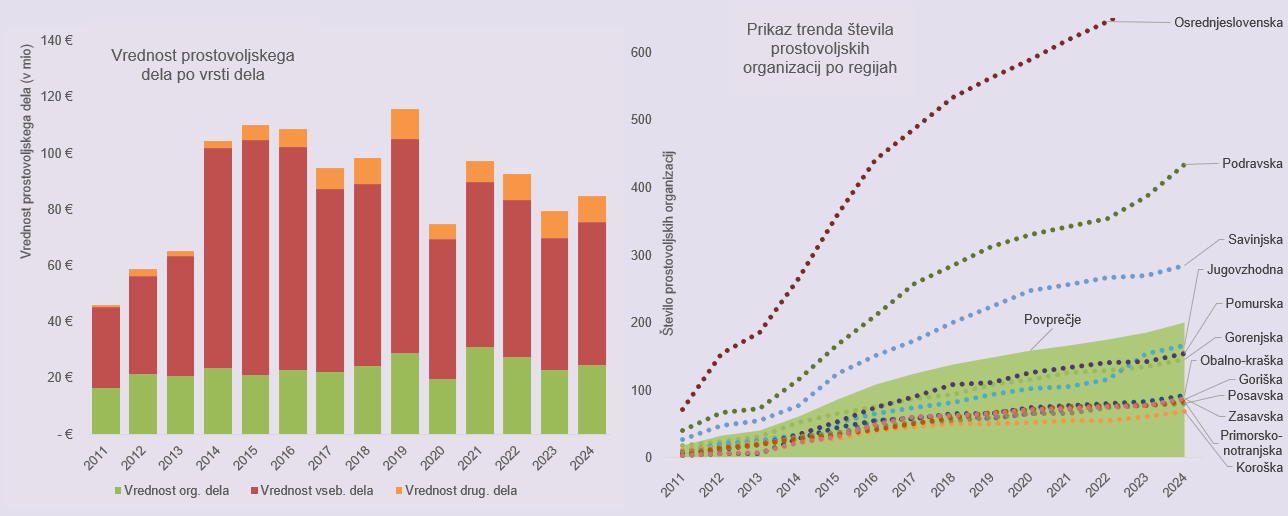 Vrednost prostovoljskega
dela po vrsti dela
Vrednost prostovoljskega dela (v mio)
140 €
120 €
100 €
80 €
60 €
40 €
20 €
- €
2011
2012
2013
2014
2015
2016
2017
2018
2019
2020
2021
2022
2023
2024
Vrednost org. dela
Vrednost vseb. dela
Vrednost drug. dela
Prikaz trenda števila
prostovoljskih
organizacij po regijah
Število prostovoljskih organizacij
600
500
400
300
200
100
0
2011
2012
2013
2014
2015
2016
2017
2018
2019
2020
2021
2022
2023
2024
Povprečje
Osrednjeslovenska
Podravska
Savinjska
Jugovzhodna
Pomurska
Gorenjska
Obalno-kraška
Goriška
Posavska
Zasavska
Primorsko-
notranjska
Koroška